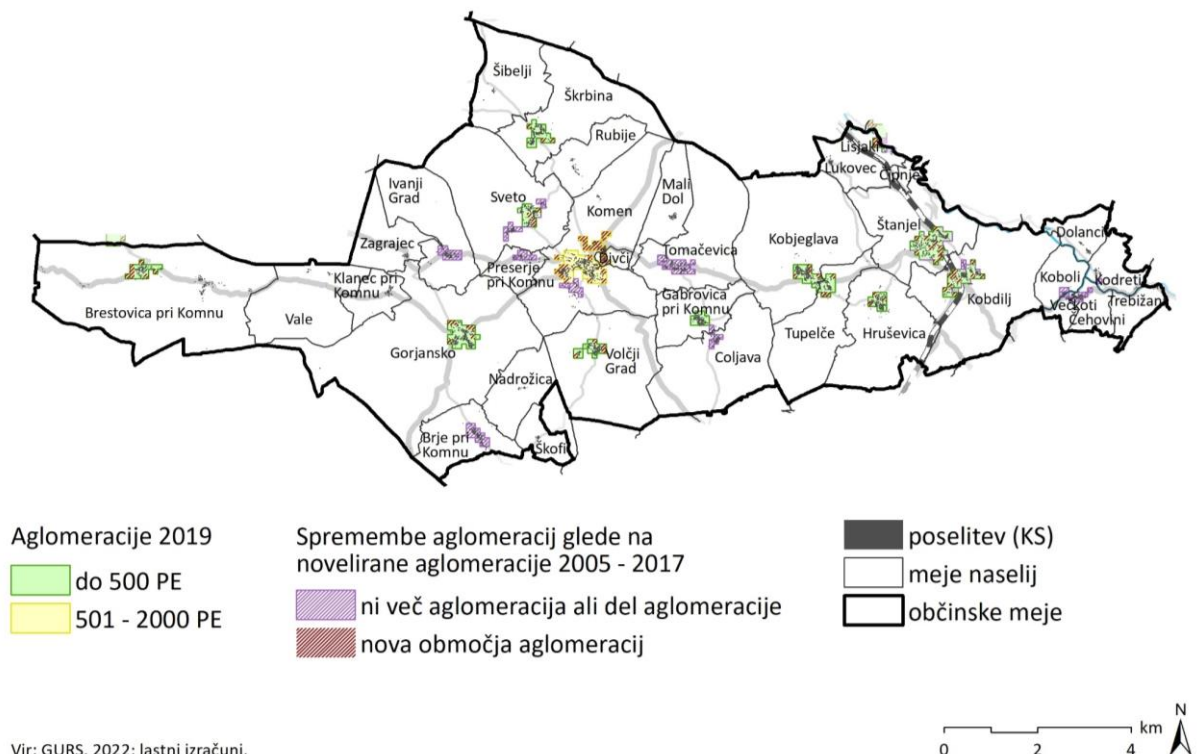 Šibelji
Škrbina
Rubije
Lisjaki
Lukovec
Čipnje
Ivanji
Grad
Sveto
Komen
Mali
Dol
Štanjel
Dolanci
Zagrajec
Divči
Tomačevica
Kobjeglava
Preserje
pri Komnu
Klanec pri
Komnu
Koboli
Kodreti
Kobdilj
Večkoti
Trebižani
Čehovini
Brestovica pri Komnu
Vale
Gabrovica
pri Komnu
Tupelče
Hruševica
Gorjansko
Volčji
Grad
Coljava
Nadrožica
Brje pri
Komnu
Škofi
Aglomeracije 2019
do 500 PE
501 - 2000 PE
Spremembe aglomeracij glede na
novelirane aglomeracije 2005 - 2017
ni več aglomeracija ali del aglomeracije
nova območja aglomeracij
poselitev (KS)
meje naselij
občinske meje
Vir: GURS, 2022; lastni izračuni.
N
km
0 2 4